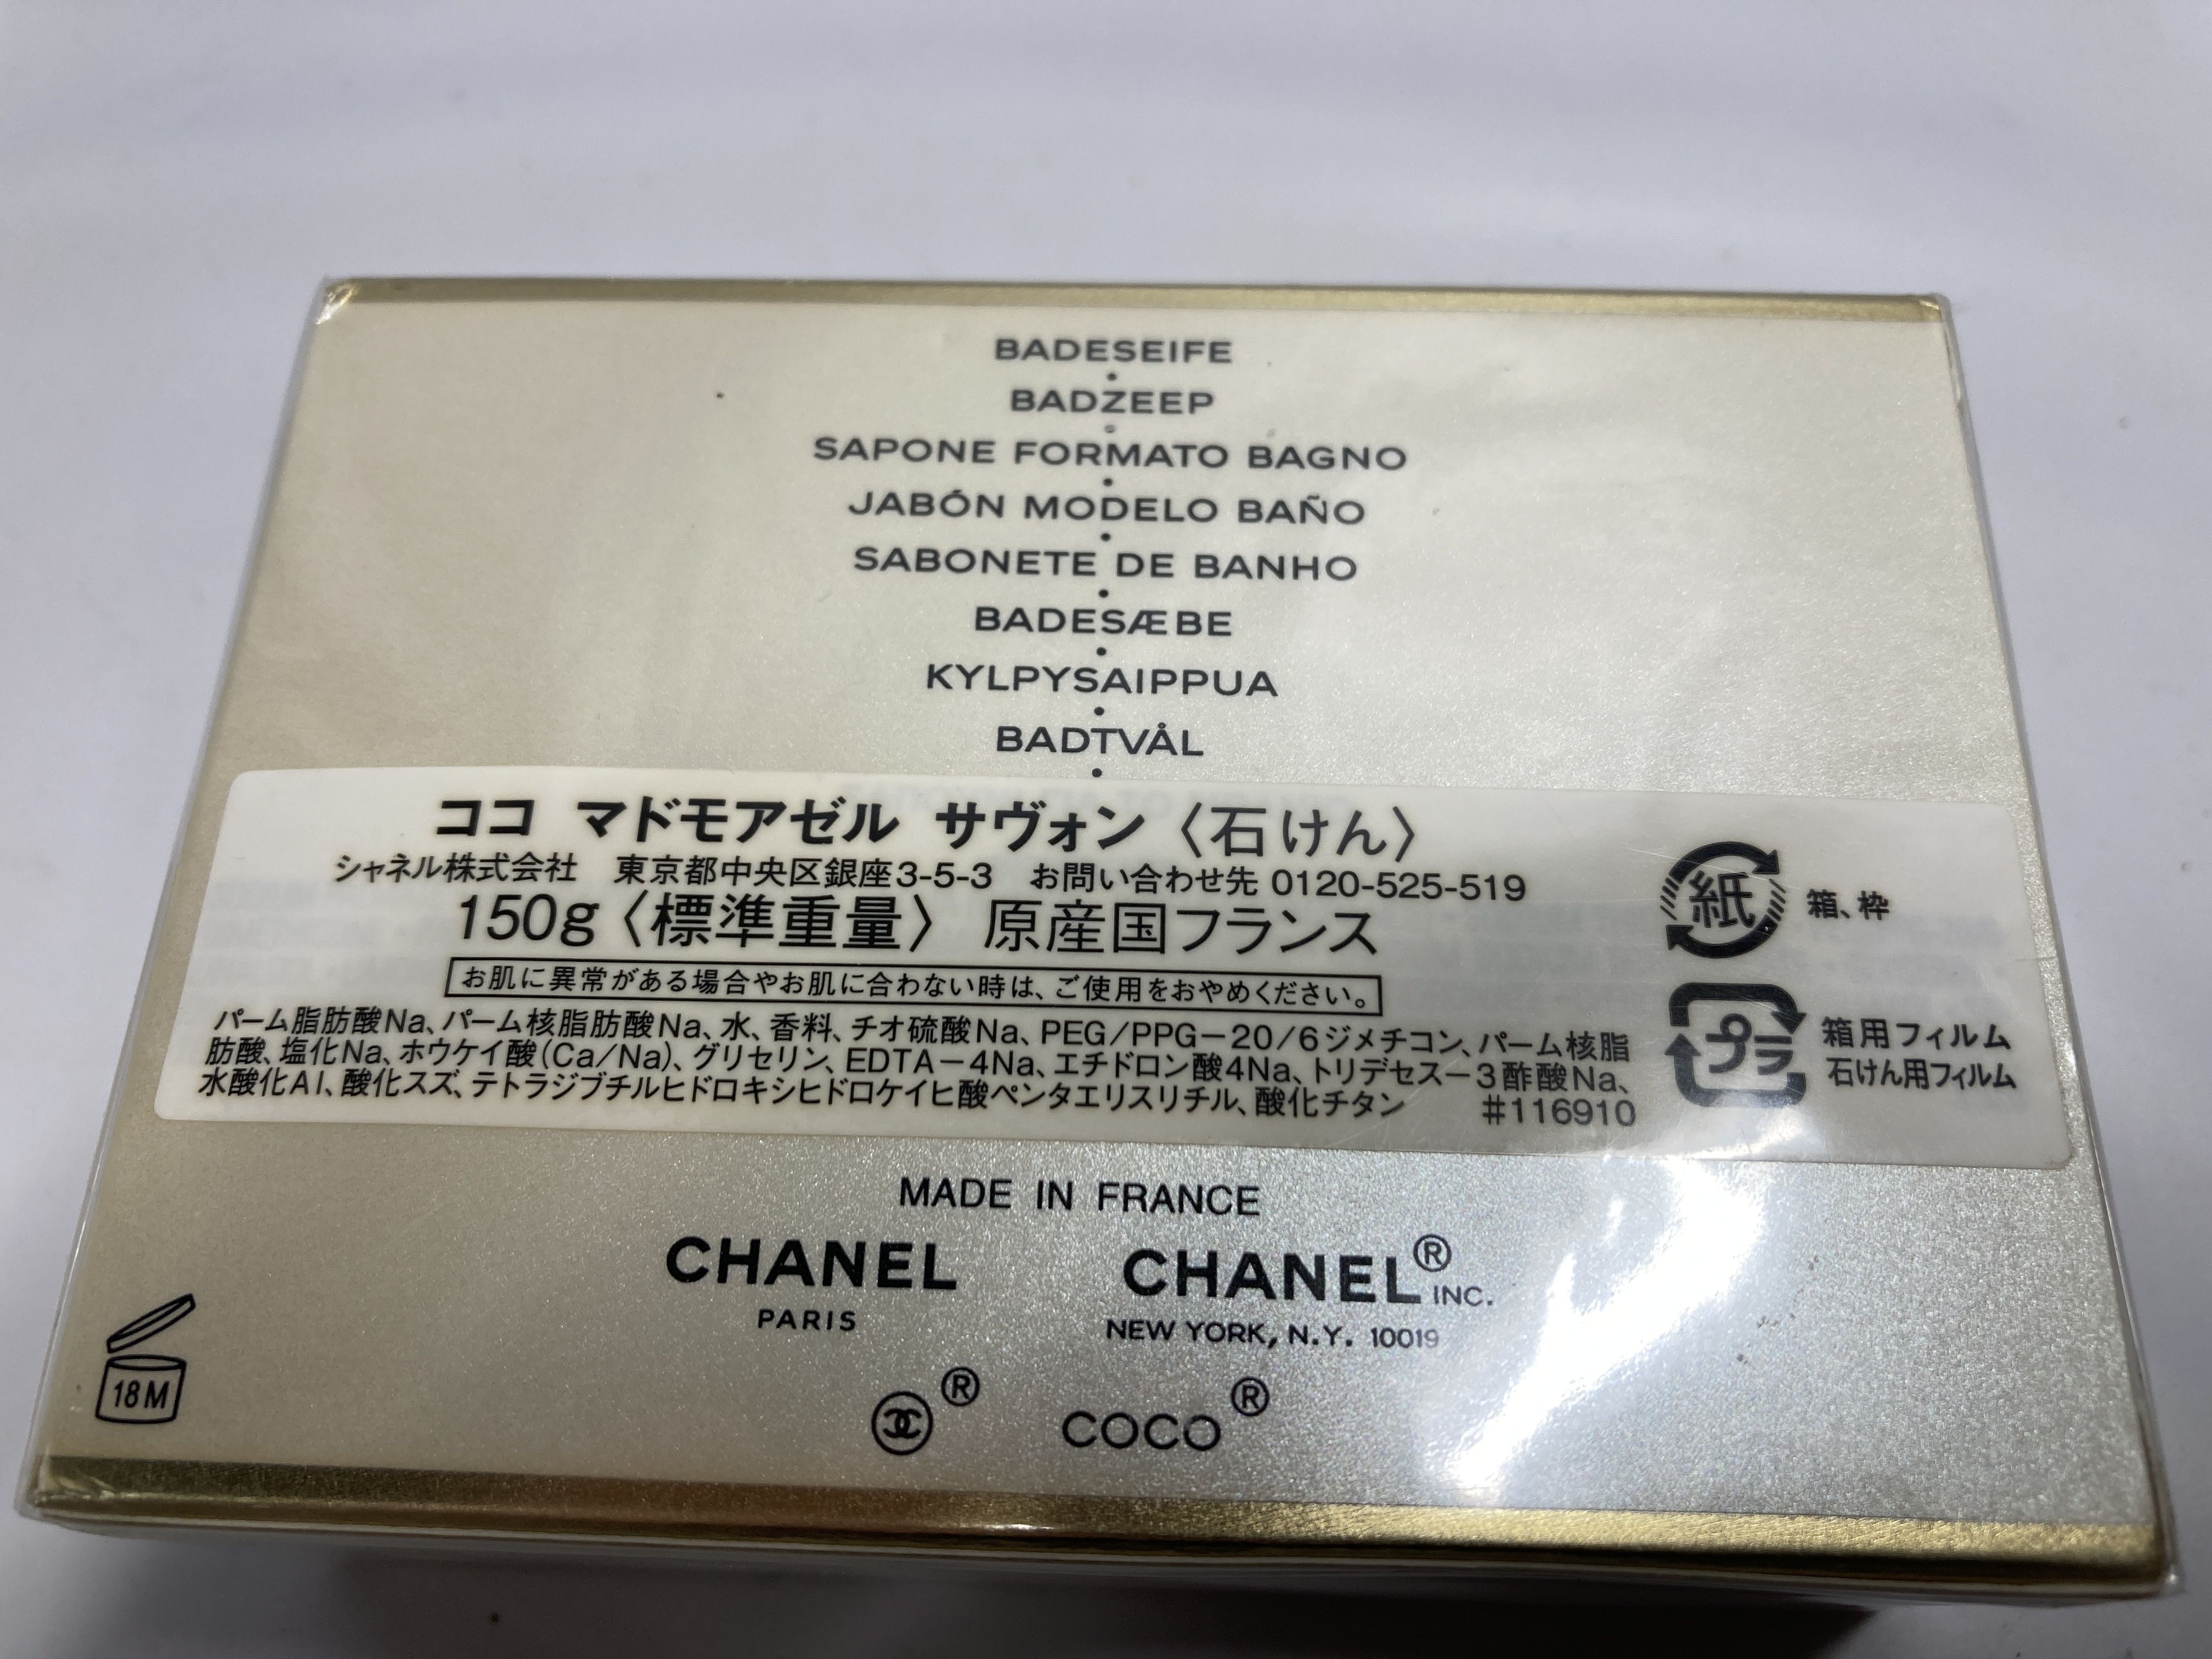 BADESEIFE
BADZEEP
SAPONE FORMATO BAGNO
JABÓN MODELO BAÑO
SABONETE DE BANHO
BADESÆBE
KYLPYSAIPPUA
BADTVÅL
ココ マドモアゼル サヴォン〈石けん〉
シャネル株式会社 東京都中央区銀座3-5-3 お問い合わせ先 0120-525-519
150g〈標準重量〉 原産国フランス
お肌に異常がある場合やお肌に合わない時は、ご使用をおやめください。
パーム脂肪酸Na、パーム核脂肪酸Na、水、香料、チオ硫酸Na、PEG/PPG−20/6ジメチコン、パーム核脂
肪酸、塩化Na、ホウケイ酸(Ca/Na)、グリセリン、EDTA−4Na、エチドロン酸4Na、トリデセス−3酢酸Na、
水酸化Al、酸化スズ、テトラジブチルヒドロキシヒドロケイヒ酸ペンタエリスリチル、酸化チタン #116910
紙 箱、枠
プラ 箱用フィルム
石けん用フィルム
MADE IN FRANCE
CHANEL CHANEL® INC.
PARIS NEW YORK, N.Y. 10019
18M
® COCO®